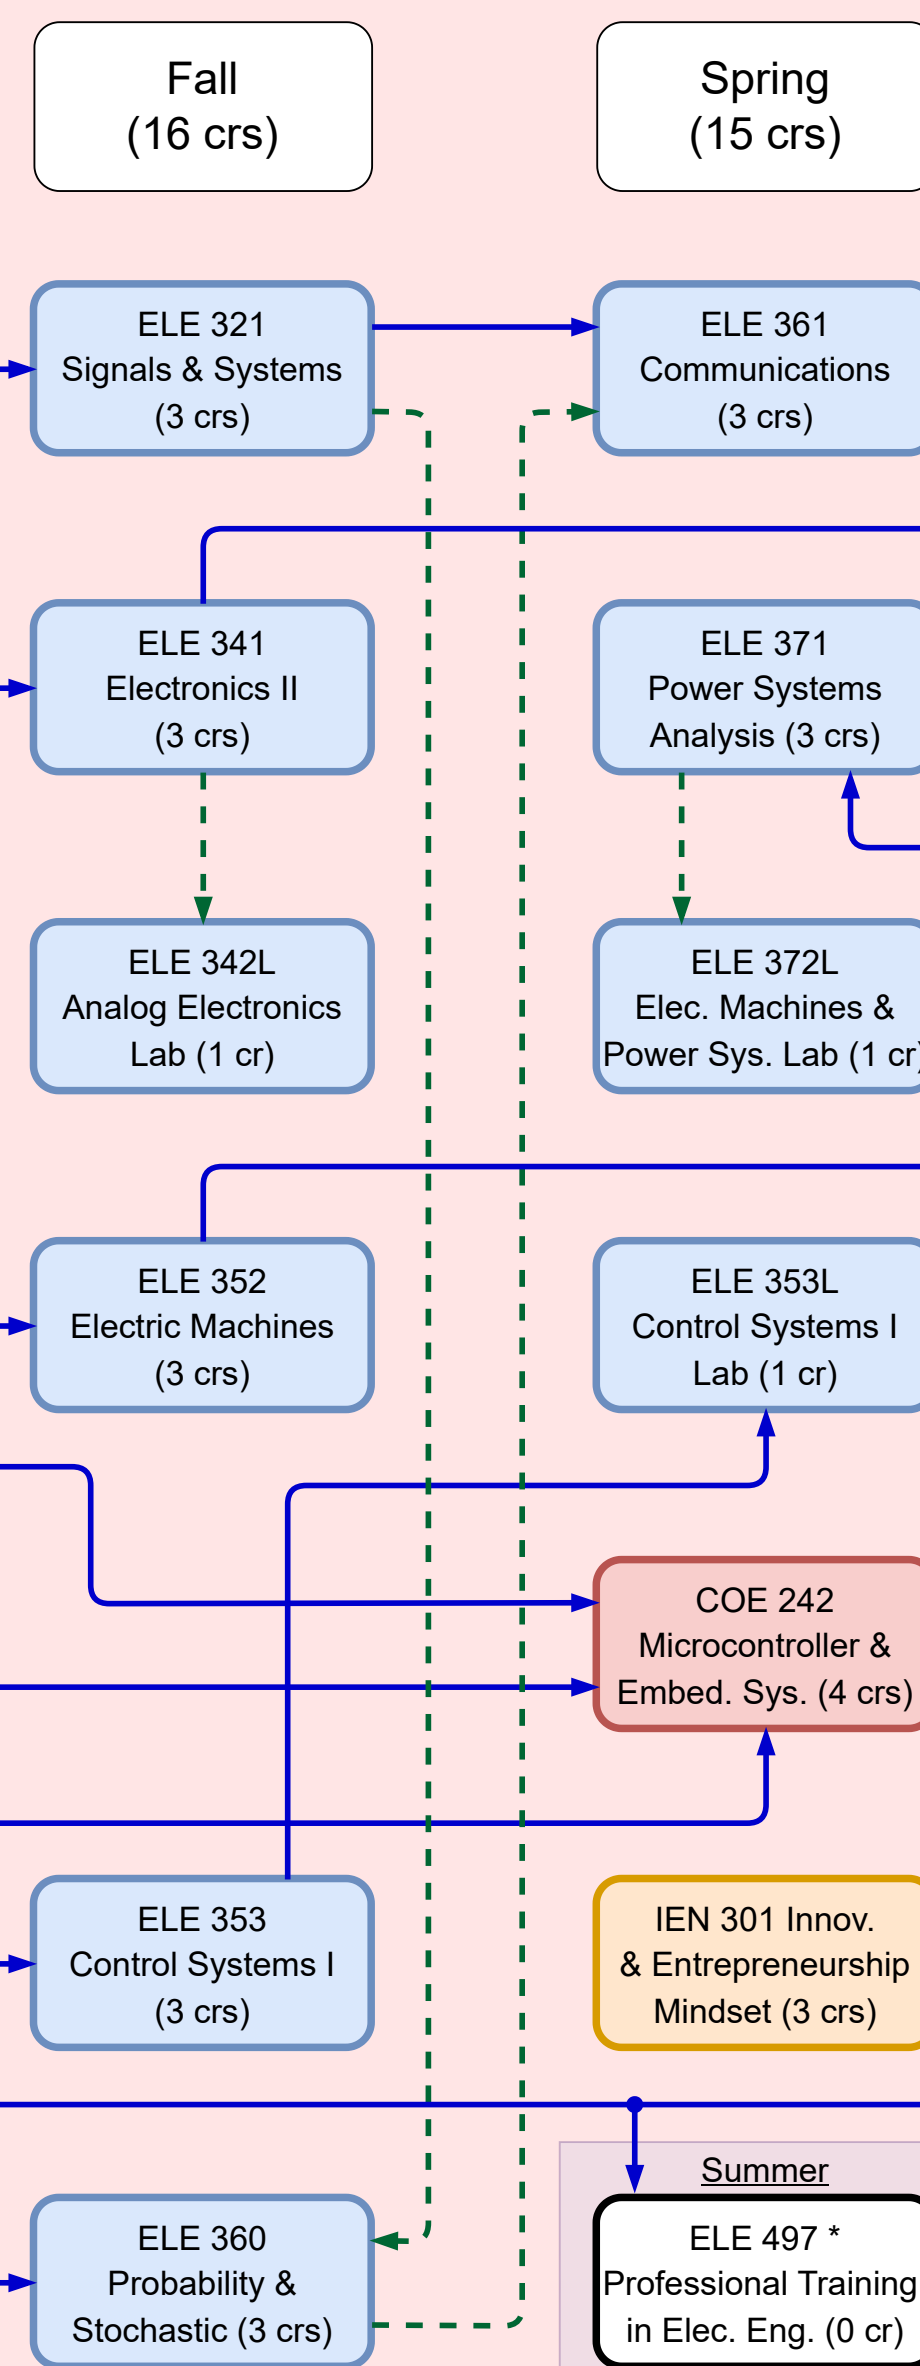 Fall
(16 crs)
Spring
(15 crs)
ELE 321
Signals & Systems
(3 crs)
ELE 361
Communications
(3 crs)
ELE 341
Electronics II
(3 crs)
ELE 371
Power Systems
Analysis (3 crs)
ELE 342L
Analog Electronics
Lab (1 cr)
ELE 372L
Elec. Machines &
Power Sys. Lab (1 cr)
ELE 352
Electric Machines
(3 crs)
ELE 353L
Control Systems I
Lab (1 cr)
COE 242
Microcontroller &
Embed. Sys. (4 crs)
ELE 353
Control Systems I
(3 crs)
IEN 301 Innov.
& Entrepreneurship
Mindset (3 crs)
Summer
ELE 360
Probability &
Stochastic (3 crs)
ELE 497 *
Professional Training
in Elec. Eng. (0 cr)